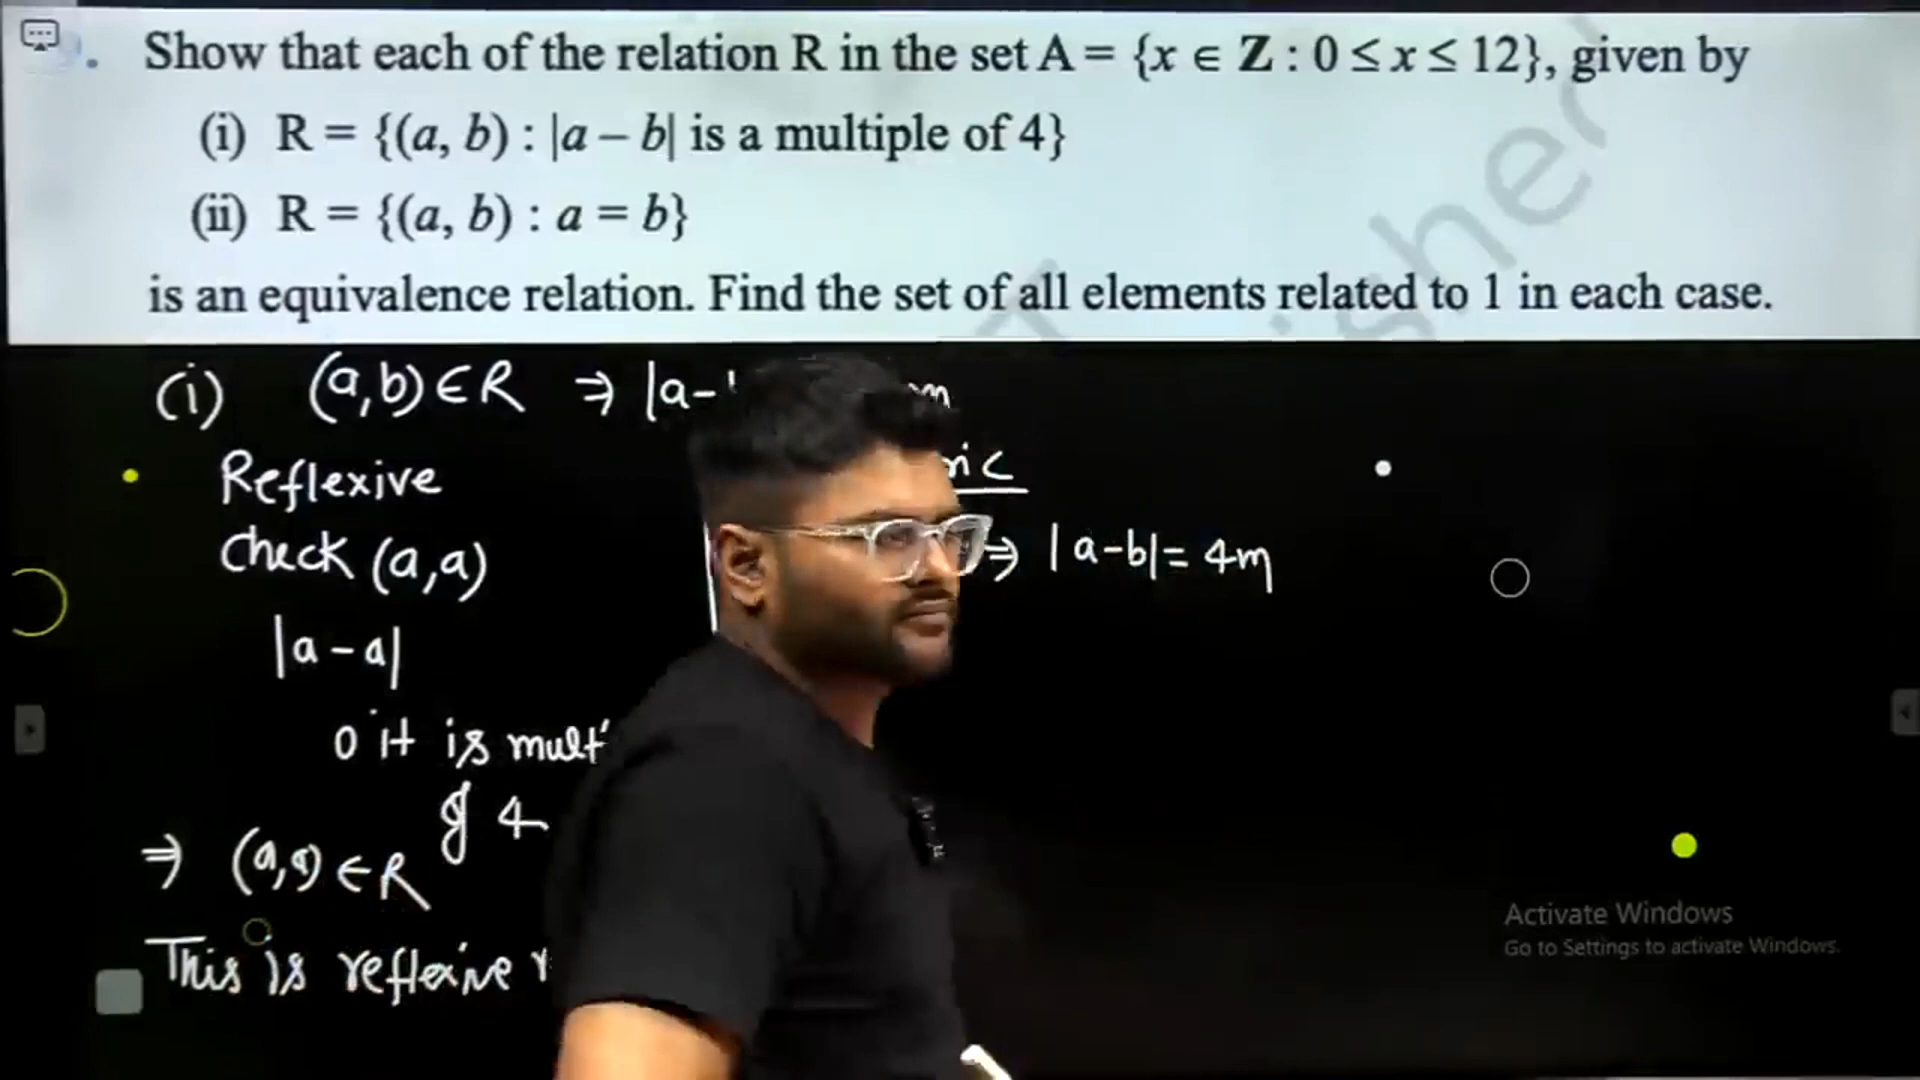 Show that each of the relation R in the set A = {x ∈ Z : 0 ≤ x ≤ 12}, given by
(i) R = {(a, b) : |a – b| is a multiple of 4}
(ii) R = {(a, b) : a = b}
is an equivalence relation. Find the set of all elements related to 1 in each case.
(i) (a,b) ∈ R ⇒ |a-
Reflexive
check (a,a)
⇒ |a-b| = 4m
|a-a|
0 it is
of 4
⇒ (a,a) ∈ R
This is reflexive
Activate Windows
Go to Settings to activate Windows.